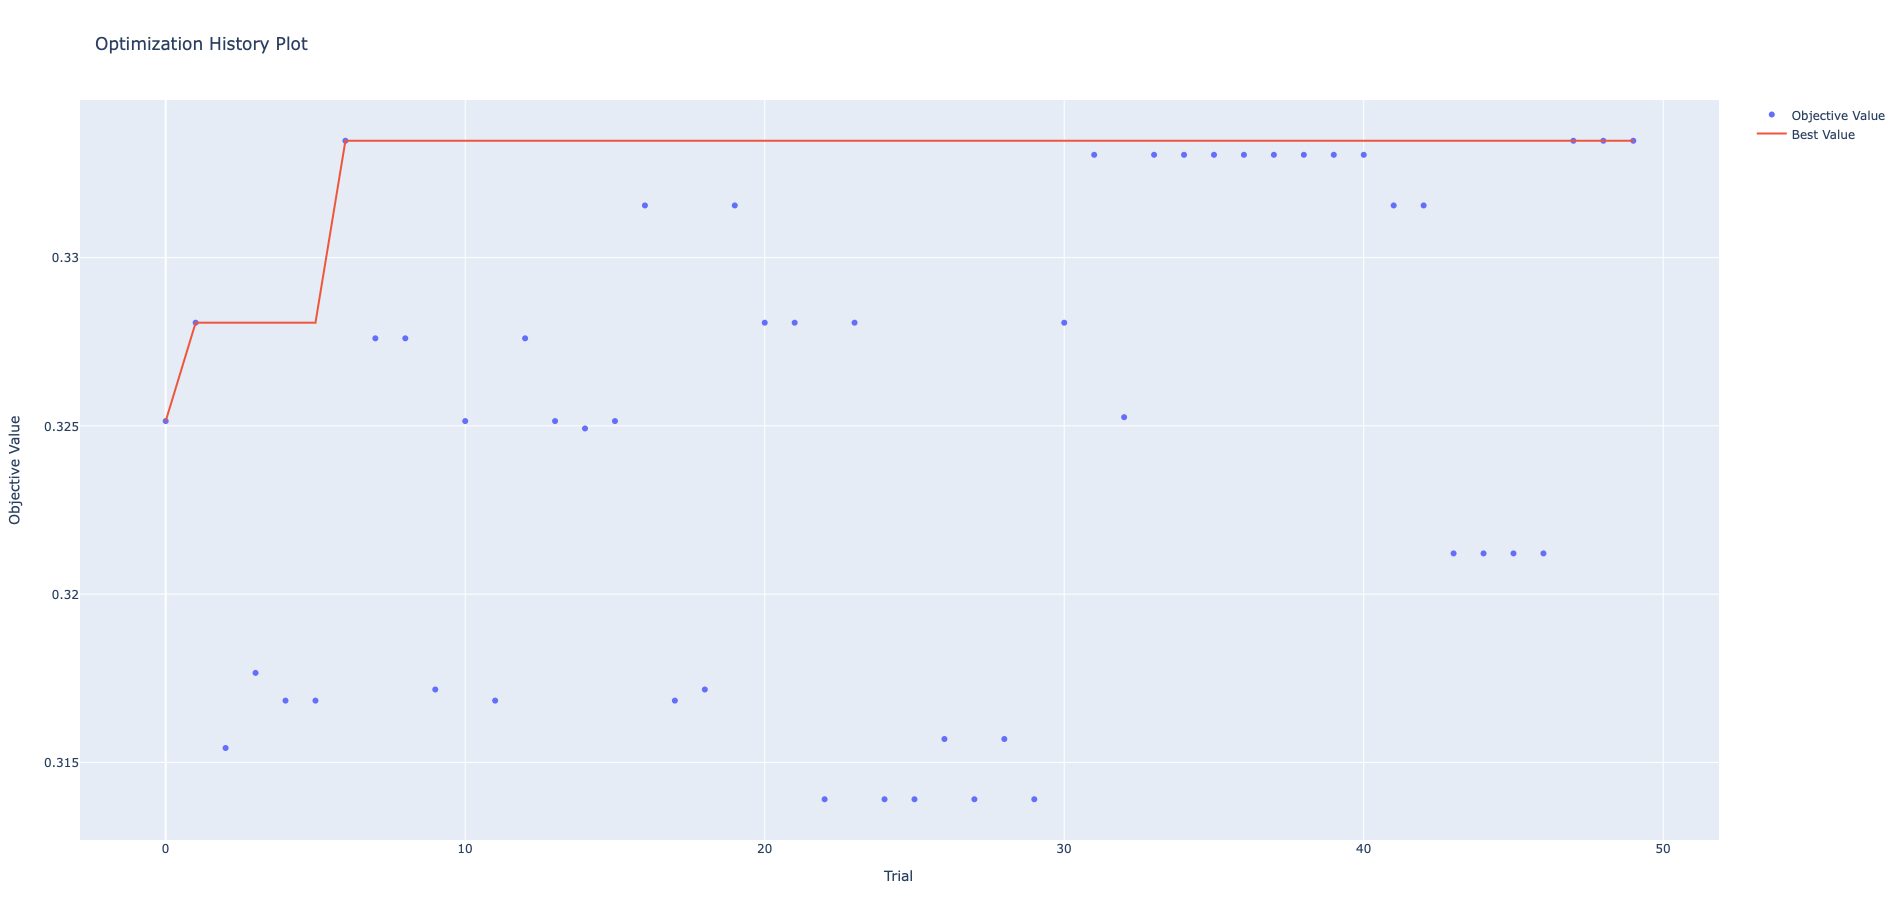 Optimization History Plot
Objective Value
Best Value
0.33
0.325
0.32
0.315
Objective Value
0
10
20
30
40
50
Trial